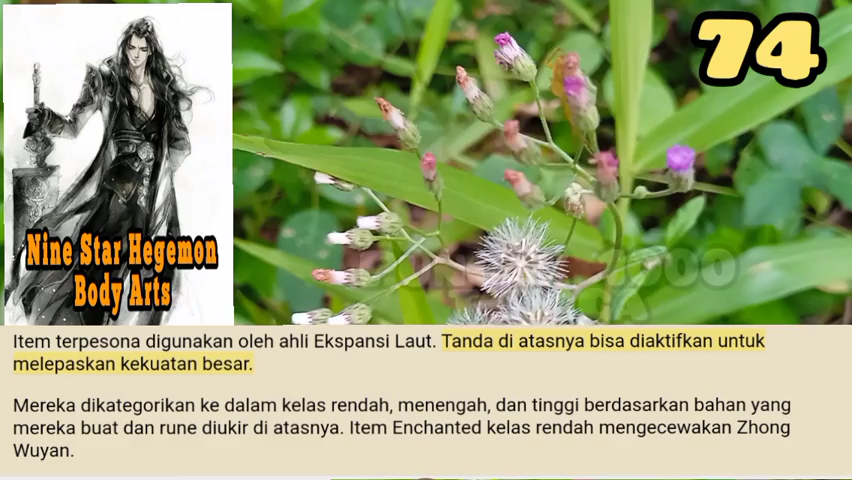 74
Nine Star Hegemon
Body Arts
1000
Item terpesona digunakan oleh ahli Ekspansi Laut. Tanda di atasnya bisa diaktifkan untuk
melepaskan kekuatan besar.
Mereka dikategorikan ke dalam kelas rendah, menengah, dan tinggi berdasarkan bahan yang
mereka buat dan rune diukir di atasnya. Item Enchanted kelas rendah mengecewakan Zhong
Wuyan.